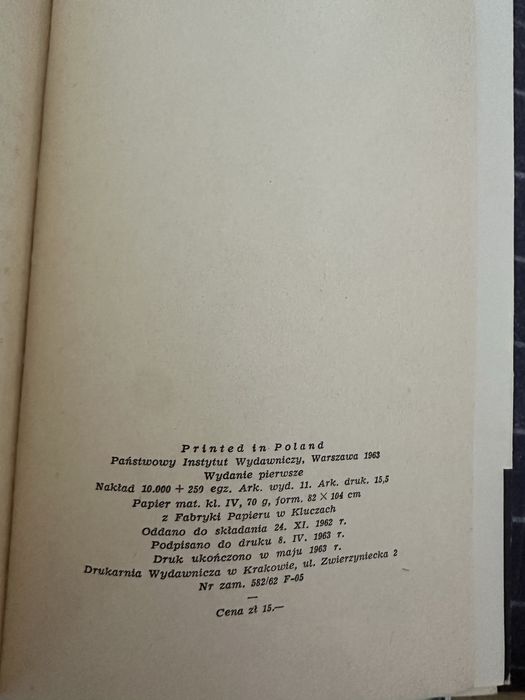 Printed in Poland
Państwowy Instytut Wydawniczy, Warszawa 1963
Wydanie pierwsze
Nakład 10.000 + 250 egz. Ark. wyd. 11. Ark. druk. 15,5
Papier mat. kl. IV, 70 g, form. 82 × 104 cm
z Fabryki Papieru w Kluczach
Oddano do składania 24. XI. 1962 r.
Podpisano do druku 8. IV. 1963 r.
Druk ukończono w maju 1963 r.
Drukarnia Wydawnicza w Krakowie, ul. Zwierzyniecka 2
Nr zam. 582/62 F-05
—
Cena zł 15.—